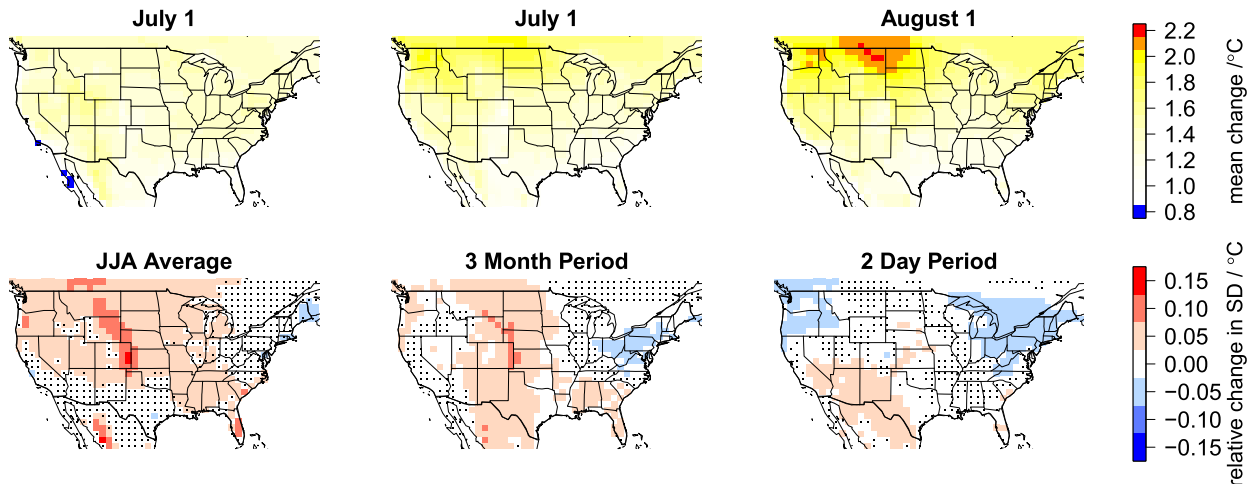 July 1
July 1
August 1
2.2
2.0
1.8
1.6
1.4
1.2
1.0
0.8
mean change /°C
JJA Average
3 Month Period
2 Day Period
0.15
0.10
0.05
0.00
−0.05
−0.10
−0.15
relative change in SD / °C